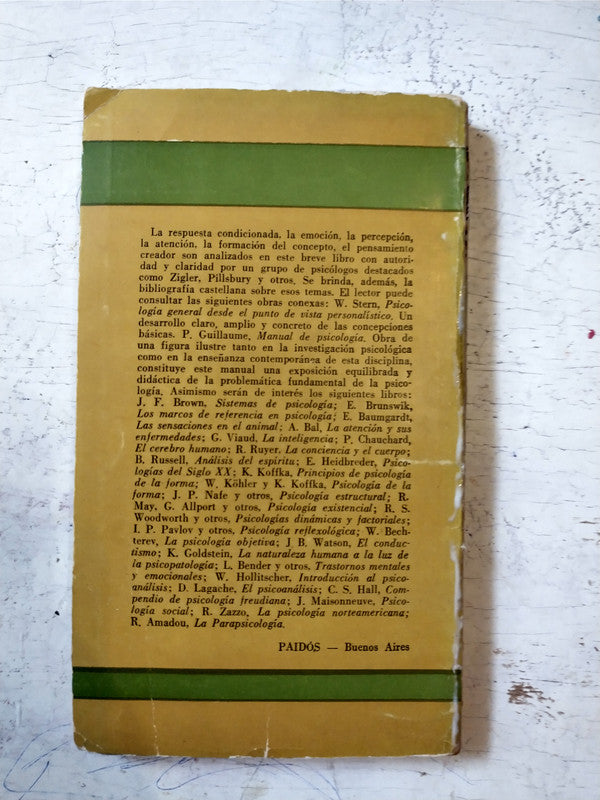 La respuesta condicionada, la emoción, la percepción,
la atención, la formación del concepto, el pensamiento
creador son analizados en este breve libro con autori-
dad y claridad por un grupo de psicólogos destacados
como Zigler, Pillsbury y otros. Se brinda, además, la
bibliografía castellana sobre esos temas. El lector puede
consultar las siguientes obras conexas: W. Stern, Psico-
logía general desde el punto de vista personalístico. Un
desarrollo claro, amplio y concreto de las concepciones
básicas. P. Guillaume, Manual de psicología. Obra de
una figura ilustre tanto en la investigación psicológica
como en la enseñanza contemporánea de esta disciplina,
constituye este manual una exposición equilibrada y
didáctica de la problemática fundamental de la psico-
logía. Asimismo serán de interés los siguientes libros:
J. F. Brown, Sistemas de psicología; E. Brunswik,
Los marcos de referencia en psicología; E. Baumgardt,
Las sensaciones en el animal; A. Bal, La atención y sus
enfermedades; G. Viaud, La inteligencia; P. Chauchard,
El cerebro humano; R. Ruyer, La conciencia y el cuerpo;
B. Russell, Análisis del espíritu; E. Heidbreder, Psico-
logías del Siglo XX; K. Koffka, Principios de psicología
de la forma; W. Köhler y K. Koffka, Psicología de la
forma; J. P. Nafe y otros, Psicología estructural; R.
May, G. Allport y otros, Psicología existencial; R. S.
Woodworth y otros, Psicologías dinámicas y factoriales;
I. P. Pavlov y otros, Psicología reflexológica; W. Bech-
terev, La psicología objetiva; J B. Watson, El conduc-
tismo; K. Goldstein, La naturaleza humana a la luz de
la psicopatología; L. Bender y otros, Trastornos mentales
y emocionales; W. Hollitscher, Introducción al psico-
análisis; D. Lagache, El psicoanálisis; C. S. Hall, Com-
pendio de psicología freudiana; J. Maisonneuve, Psico-
logía social; R. Zazzo, La psicología norteamericana;
R. Amadou, La Parapsicología.
PAIDÓS — Buenos Aires